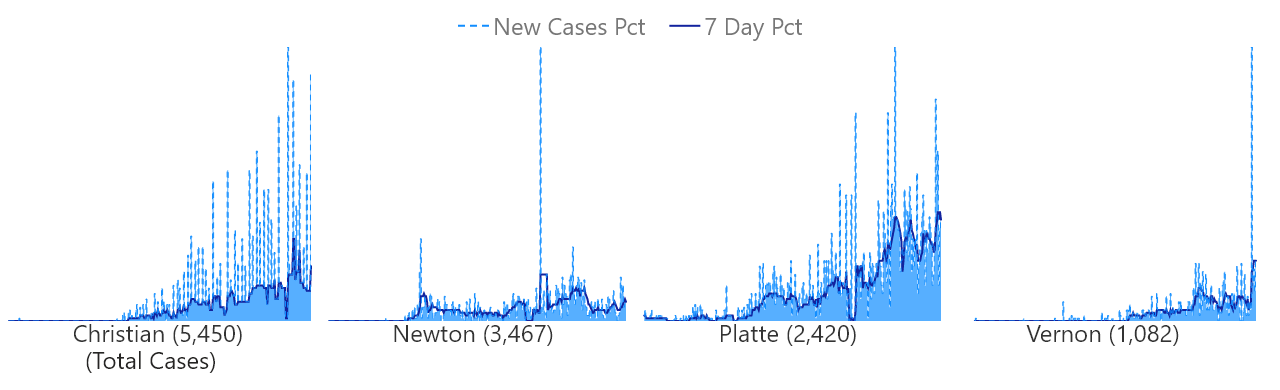 New Cases Pct 7 Day Pct
Christian (5,450) Newton (3,467) Platte (2,420) Vernon (1,082)
(Total Cases)